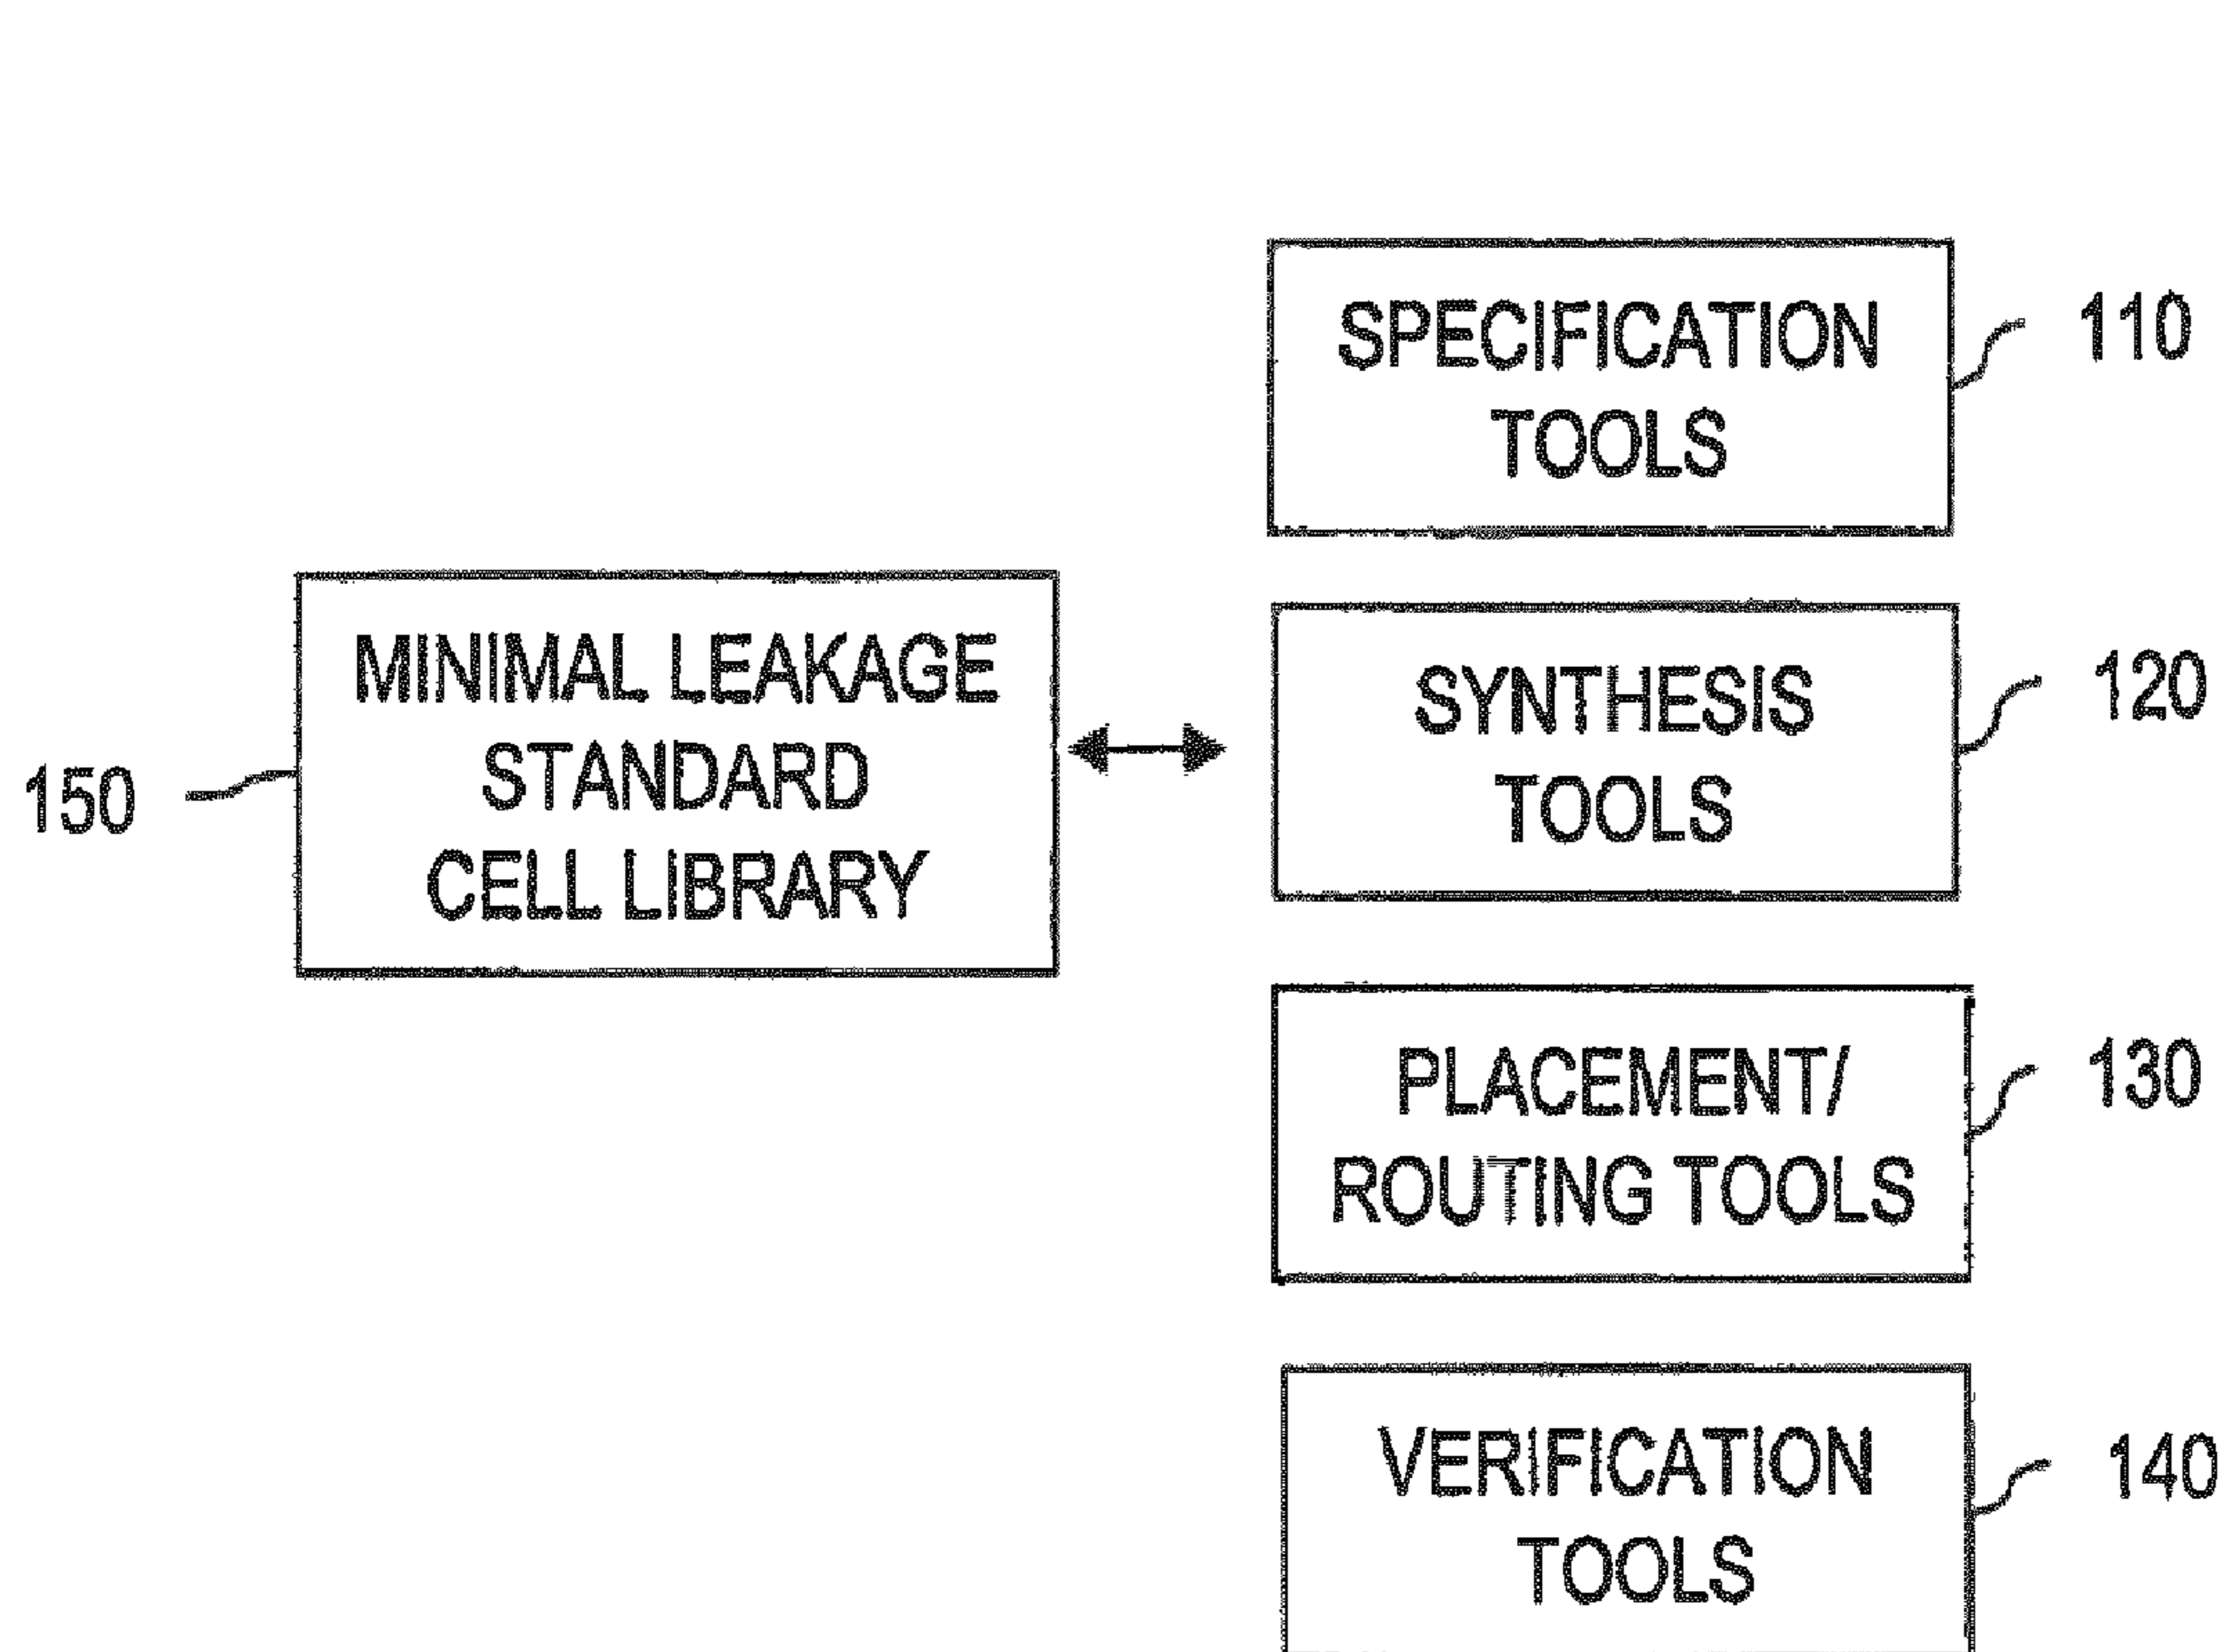 SPECIFICATION
TOOLS
110
MINIMAL LEAKAGE
STANDARD
CELL LIBRARY
150
SYNTHESIS
TOOLS
120
PLACEMENT/
ROUTING TOOLS
130
VERIFICATION
TOOLS
140